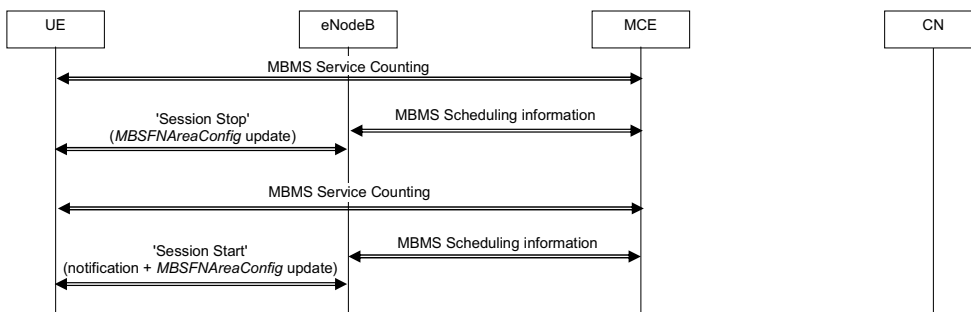 UE
eNodeB
MCE
CN
MBMS Service Counting
'Session Stop'
(MBSFNAreaConfig update)
MBMS Scheduling information
MBMS Service Counting
'Session Start'
(notification + MBSFNAreaConfig update)
MBMS Scheduling information